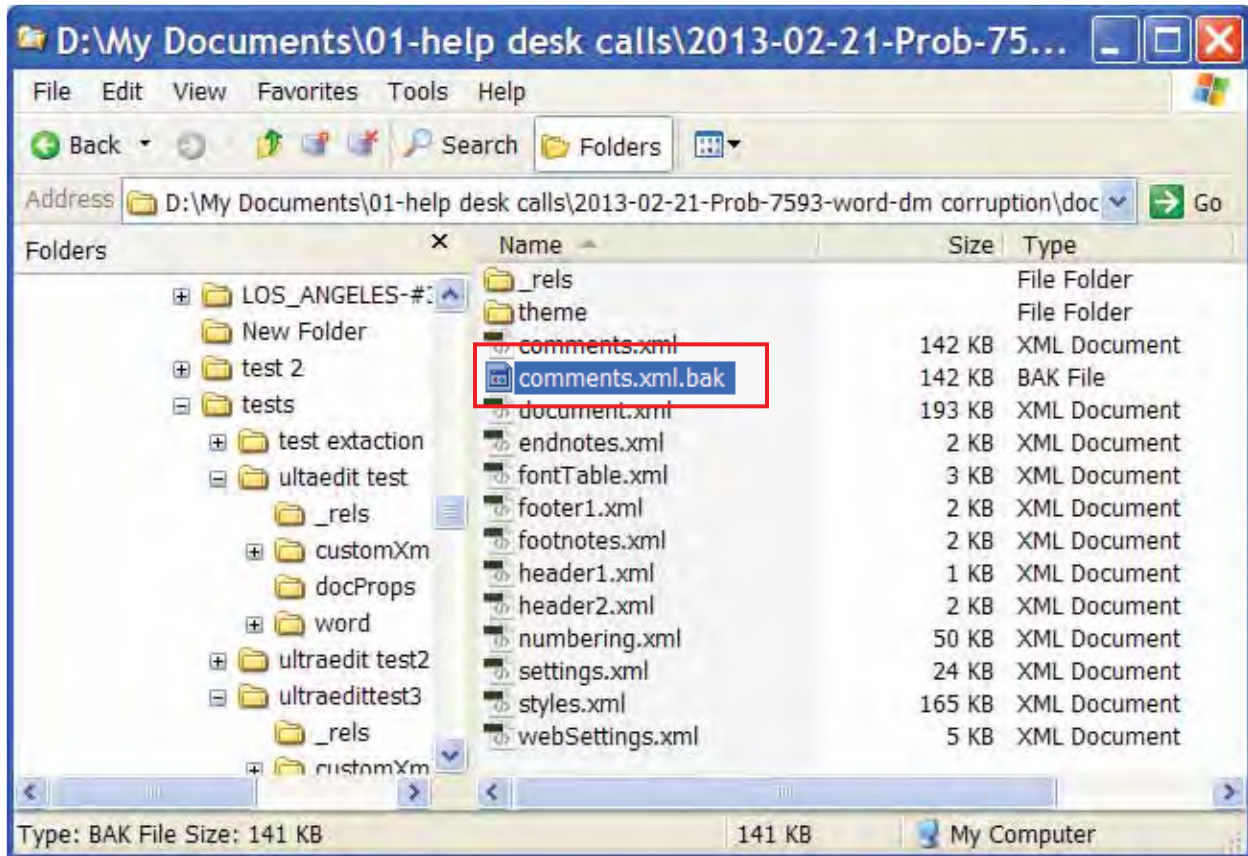 D:\My Documents\01-help desk calls\2013-02-21-Prob-75...
File Edit View Favorites Tools Help
Back Search Folders
Address D:\My Documents\01-help desk calls\2013-02-21-Prob-7593-word-dm corruption\doc Go
Folders × Name Size Type
_rels File Folder
theme File Folder
comments.xml 142 KB XML Document
comments.xml.bak 142 KB BAK File
document.xml 193 KB XML Document
endnotes.xml 2 KB XML Document
fontTable.xml 3 KB XML Document
footer1.xml 2 KB XML Document
footnotes.xml 2 KB XML Document
header1.xml 1 KB XML Document
header2.xml 2 KB XML Document
numbering.xml 50 KB XML Document
settings.xml 24 KB XML Document
styles.xml 165 KB XML Document
webSettings.xml 5 KB XML Document
New Folder
test 2
tests
test extaction
ultaedit test
_rels
customXm
docProps
word
ultraedit test2
ultraedittest3
_rels
customXm
Type: BAK File Size: 141 KB 141 KB My Computer